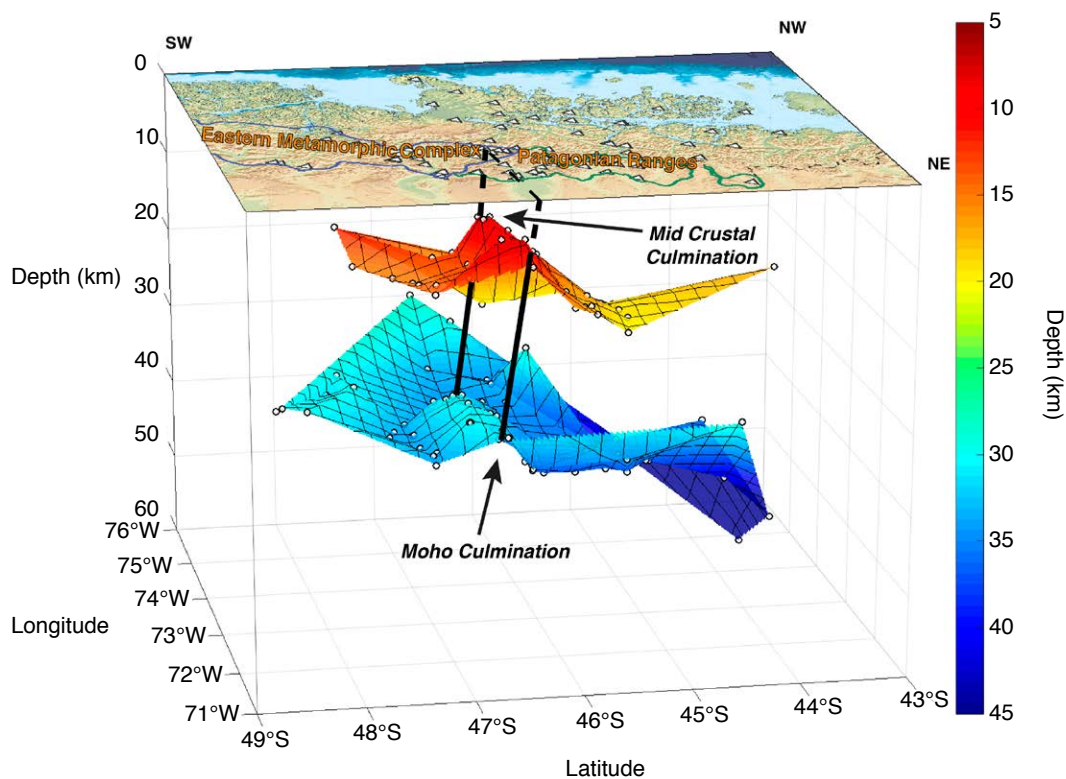 SW
NW
NE
Eastern Metamorphic Complex
Patagonian Ranges
Mid Crustal
Culmination
Moho Culmination
Depth (km)
0
10
20
30
40
50
60
76°W
75°W
74°W
73°W
72°W
71°W
Longitude
49°S
48°S
47°S
46°S
45°S
44°S
43°S
Latitude
5
10
15
20
25
30
35
40
45
Depth (km)